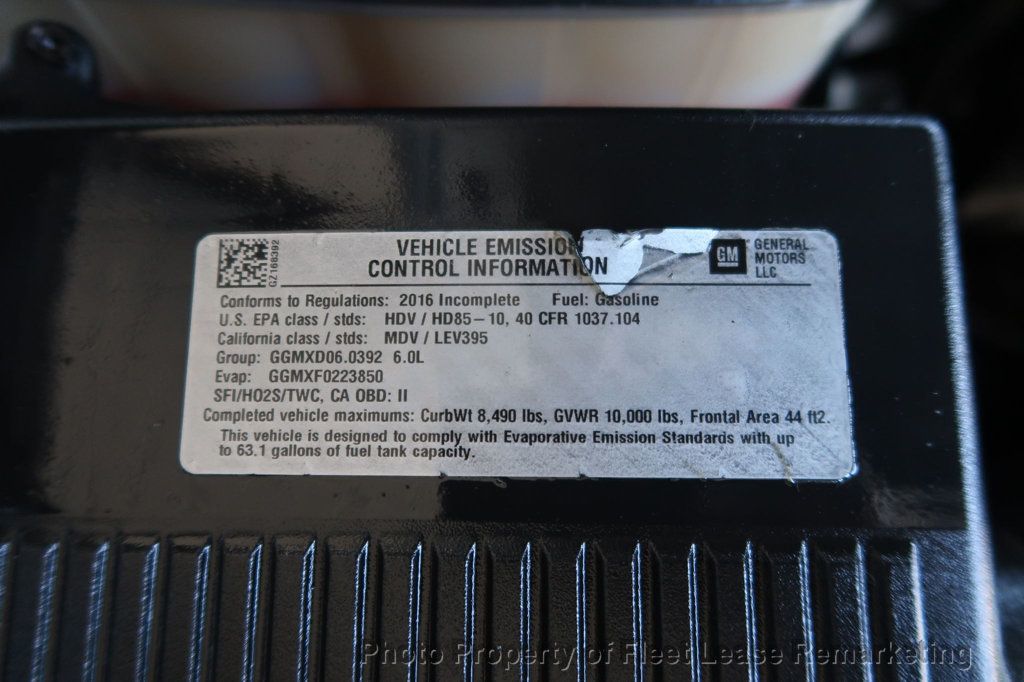 VEHICLE EMISSION
CONTROL INFORMATION
GZ168392
GM
GENERAL
MOTORS
LLC
Conforms to Regulations: 2016 Incomplete Fuel: Gasoline
U.S. EPA class / stds: HDV / HD85-10, 40 CFR 1037.104
California class / stds: MDV / LEV395
Group: GGMXD06.0392 6.0L
Evap: GGMXF0223850
SFI/HO2S/TWC, CA OBD: II
Completed vehicle maximums: CurbWt 8,490 lbs, GVWR 10,000 lbs, Frontal Area 44 ft2.
This vehicle is designed to comply with Evaporative Emission Standards with up
to 63.1 gallons of fuel tank capacity.
Photo Property of Fleet Lease Remarketing